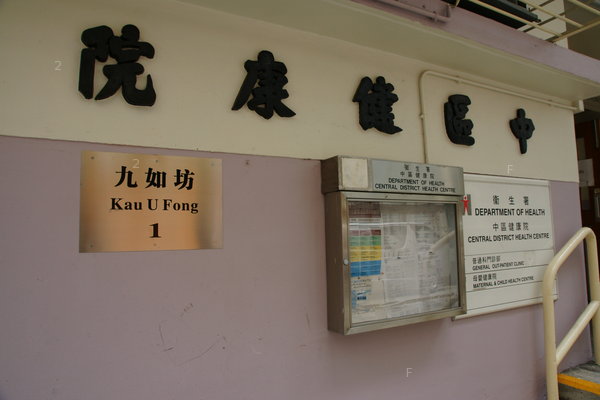 院康健區中
九如坊
Kau U Fong
1
衞生署
中區健康院
DEPARTMENT OF HEALTH
CENTRAL DISTRICT HEALTH CENTRE
衞生署
DEPARTMENT OF HEALTH
中區健康院
CENTRAL DISTRICT HEALTH CENTRE
普通科門診部
GENERAL OUT-PATIENT CLINIC
母嬰健康院
MATERNAL & CHILD HEALTH CENTRE